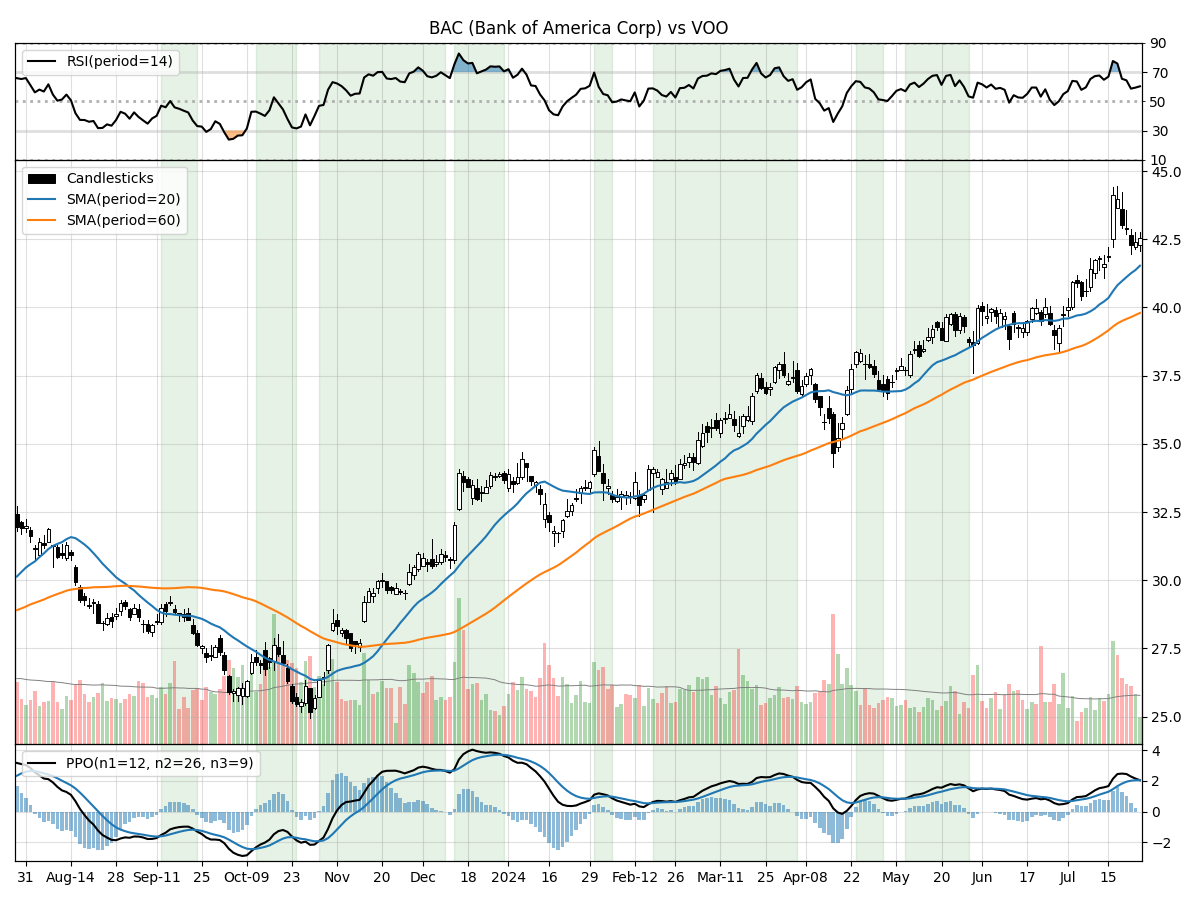 BAC (Bank of America Corp) vs VOO
RSI(period=14)
90
70
50
30
10
Candlesticks
SMA(period=20)
SMA(period=60)
45.0
42.5
40.0
37.5
35.0
32.5
30.0
27.5
25.0
PPO(n1=12, n2=26, n3=9)
4
2
0
−2
31 Aug-14 28 Sep-11 25 Oct-09 23 Nov 20 Dec 18 2024 16 29 Feb-12 26 Mar-11 25 Apr-08 22 May 20 Jun 17 Jul 15